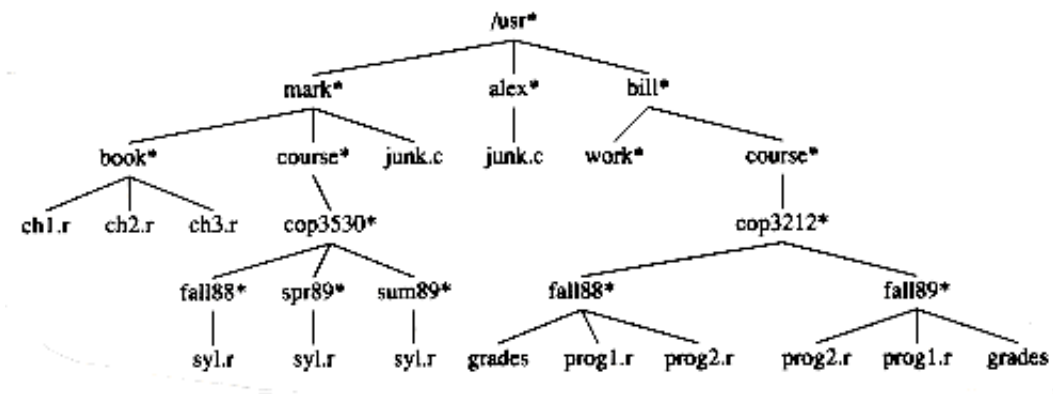 /usr*
mark* alex* bill*
book* course* junk.c junk.c work* course*
ch1.r ch2.r ch3.r cop3530* cop3212*
fall88* spr89* sum89* fall88* fall89*
syl.r syl.r syl.r grades prog1.r prog2.r prog2.r prog1.r grades